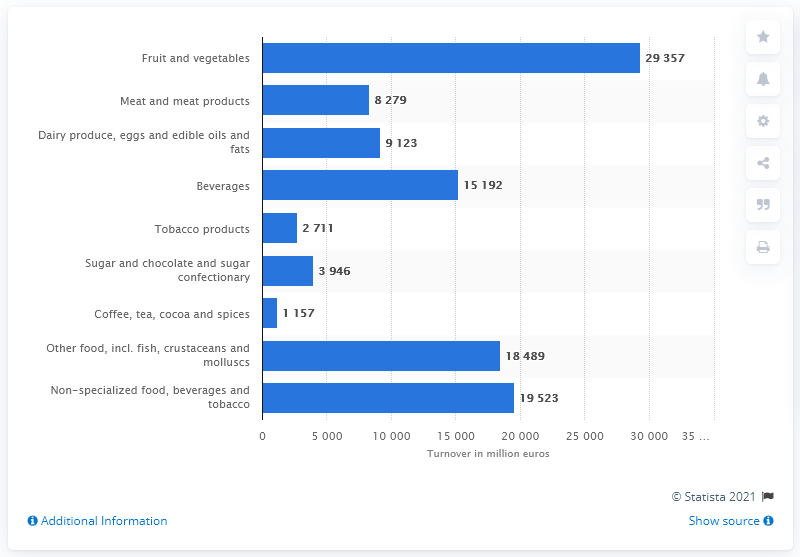 Fruit and vegetables 29 357
Meat and meat products 8 279
Dairy produce, eggs and edible oils and
fats 9 123
Beverages 15 192
Tobacco products 2 711
Sugar and chocolate and sugar
confectionary 3 946
Coffee, tea, cocoa and spices 1 157
Other food, incl. fish, crustaceans and
molluscs 18 489
Non-specialized food, beverages and
tobacco 19 523
0 5 000 10 000 15 000 20 000 25 000 30 000 35 ...
Turnover in million euros
© Statista 2021
Additional Information Show source